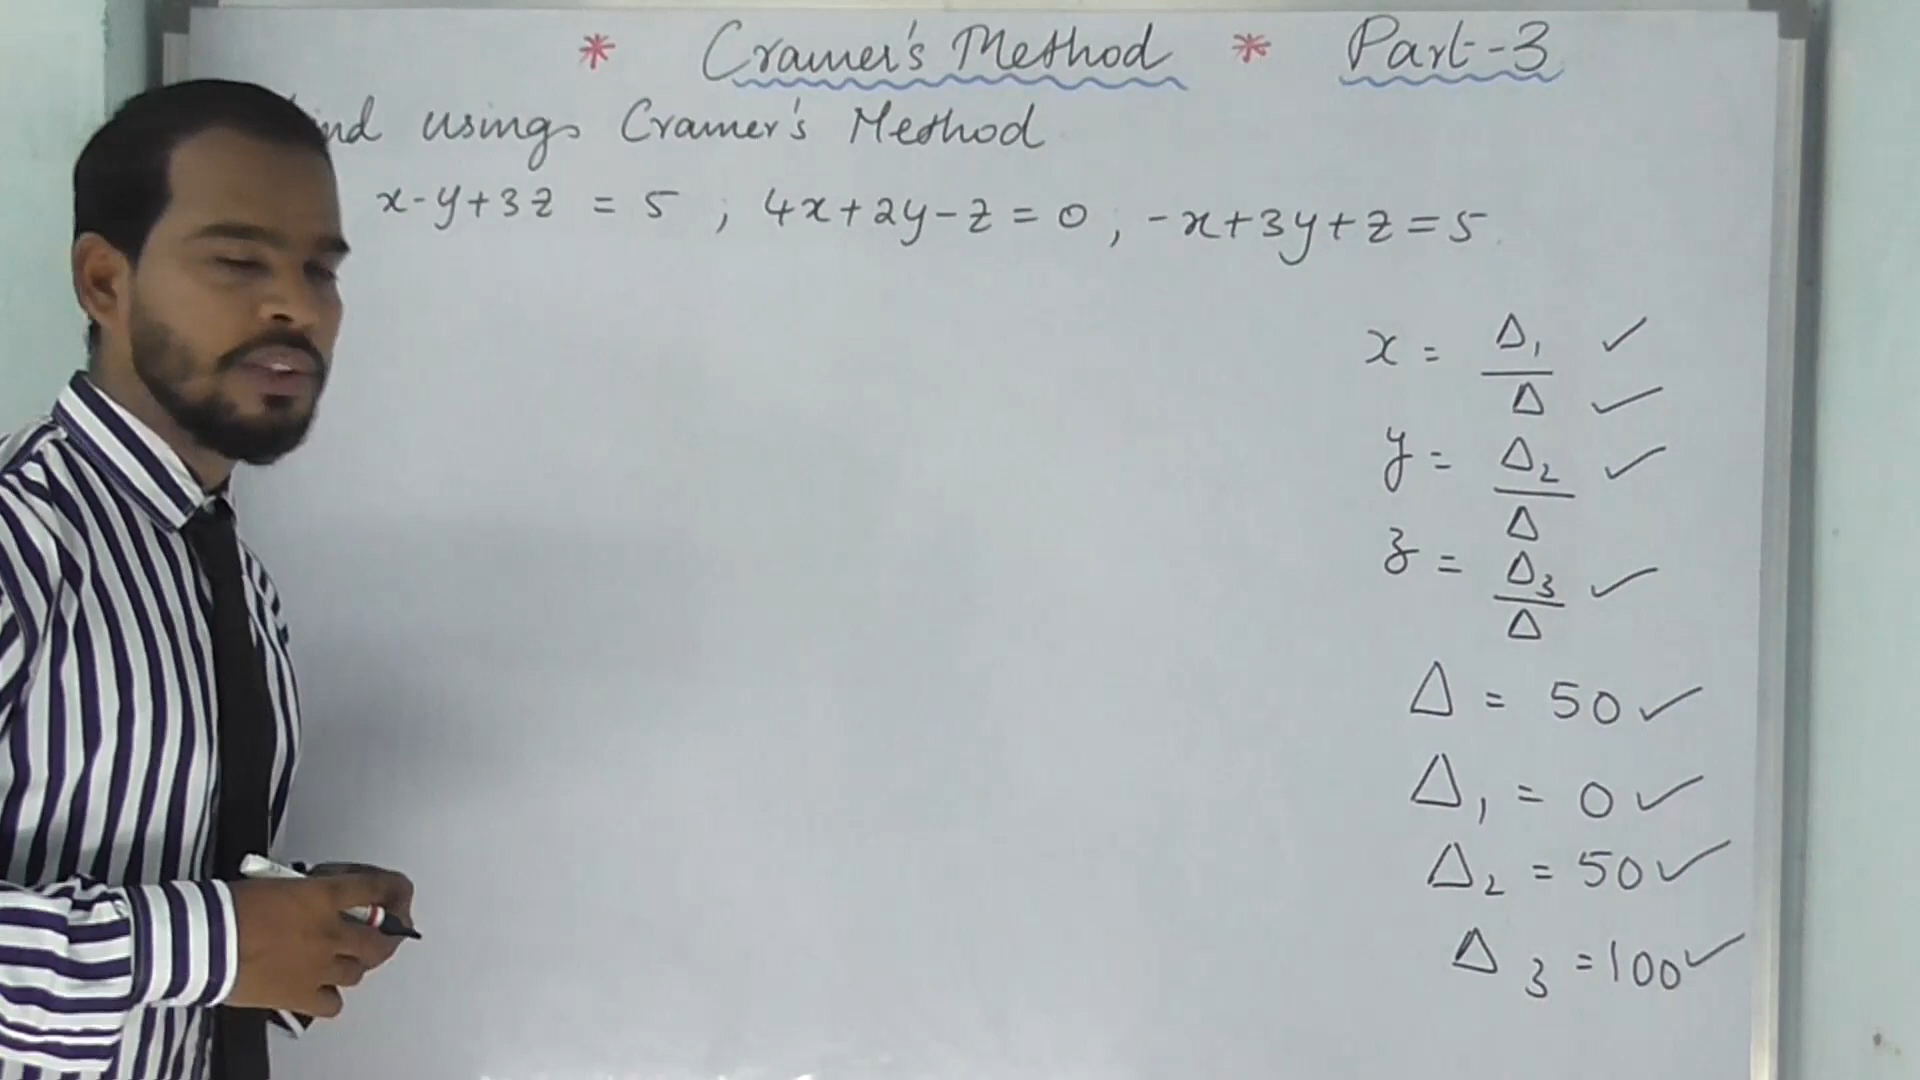 * Cramer's Method * Part-3
using Cramer's Method
x-y+3z = 5 ; 4x+2y-z=0 ; -x+3y+z=5
x = Δ₁/Δ ✓ ✓
y = Δ₂/Δ ✓
z = Δ₃/Δ ✓
Δ = 50 ✓
Δ₁ = 0 ✓
Δ₂ = 50 ✓
Δ₃ = 100 ✓